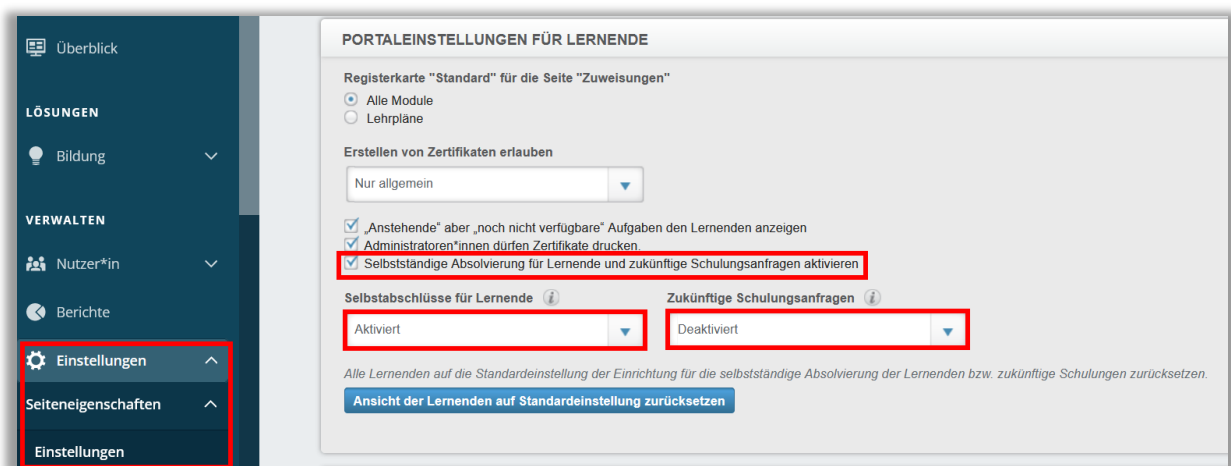 Überblick
LÖSUNGEN
Bildung
VERWALTEN
Nutzer*in
Berichte
Einstellungen
Seiteneigenschaften
Einstellungen
PORTALEINSTELLUNGEN FÜR LERNENDE
Registerkarte "Standard" für die Seite "Zuweisungen"
Alle Module
Lehrpläne
Erstellen von Zertifikaten erlauben
Nur allgemein
„Anstehende“ aber „noch nicht verfügbare“ Aufgaben den Lernenden anzeigen
Administratoren*innen dürfen Zertifikate drucken.
Selbstständige Absolvierung für Lernende und zukünftige Schulungsanfragen aktivieren
Selbstabschlüsse für Lernende i Zukünftige Schulungsanfragen i
Aktiviert Deaktiviert
Alle Lernenden auf die Standardeinstellung der Einrichtung für die selbstständige Absolvierung der Lernenden bzw. zukünftige Schulungen zurücksetzen.
Ansicht der Lernenden auf Standardeinstellung zurücksetzen